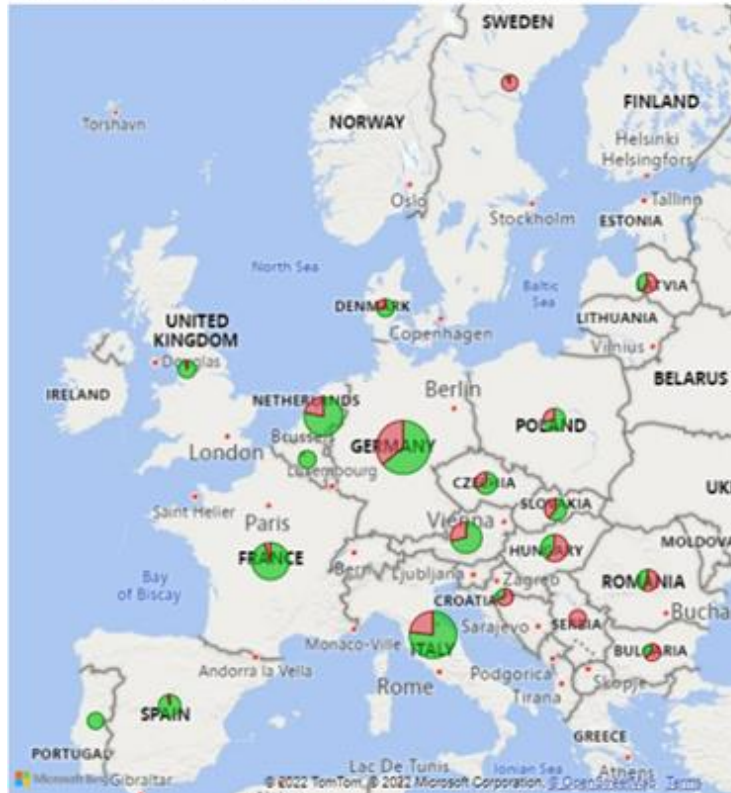 SWEDEN
FINLAND
Torshavn
NORWAY
Helsinki
Helsingfors
Oslo
Tallinn
Stockholm
ESTONIA
North Sea
Baltic
Sea
LATVIA
DENMARK
LITHUANIA
Copenhagen
UNITED
KINGDOM
Vilnius
Douglas
BELARUS
IRELAND
NETHERLANDS
Berlin
POLAND
London
Brussels
GERMANY
Luxembourg
CZECHIA
UKI
Saint Helier
SLOVAKIA
Paris
Vienna
MOLDOVA
FRANCE
Bern
HUNGARY
Bay
of Biscay
Ljubljana
Zagreb
ROMANIA
CROATIA
Bucha
Monaco-Ville
Sarajevo
SERBIA
ITALY
BULGARIA
Andorra la Vella
Podgorica
Skopje
Rome
Tirana
SPAIN
PORTUGAL
GREECE
Lac De Tunis
Ionian Sea
Athens
Microsoft Bing
Gibraltar
© 2022 TomTom, © 2022 Microsoft Corporation, © OpenStreetMap Terms